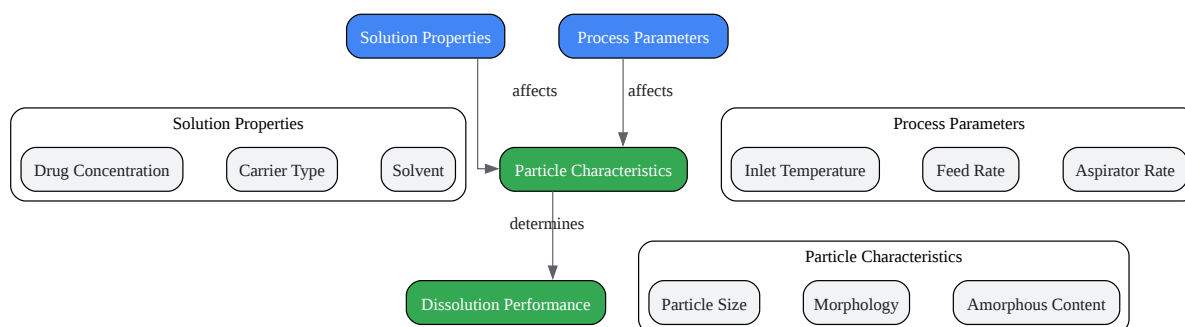 Solution Properties
Process Parameters
affects
affects
Solution Properties
Drug Concentration
Carrier Type
Solvent
Particle Characteristics
Process Parameters
Inlet Temperature
Feed Rate
Aspirator Rate
determines
Dissolution Performance
Particle Characteristics
Particle Size
Morphology
Amorphous Content